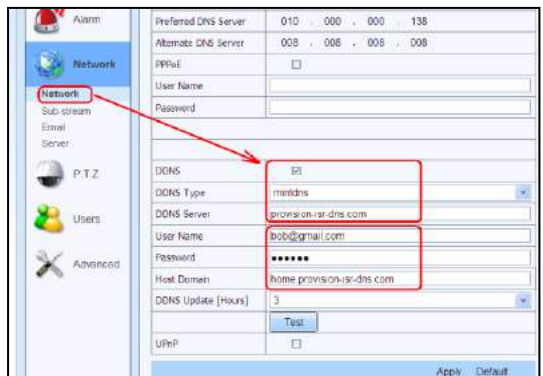 Alarm
Network
Network
Sub-stream
Email
Server
P.T.Z
Users
Advanced
Preferred DNS Server 010 . 000 . 000 . 138
Alternate DNS Server 008 . 008 . 008 . 008
PPPoE
User Name
Password
DDNS
DDNS Type mintdns
DDNS Server provision-isr-dns.com
User Name bob@gmail.com
Password ●●●●●●
Host Domain home.provision-isr-dns.com
DDNS Update [Hours] 3
Test
UPnP
Apply Default